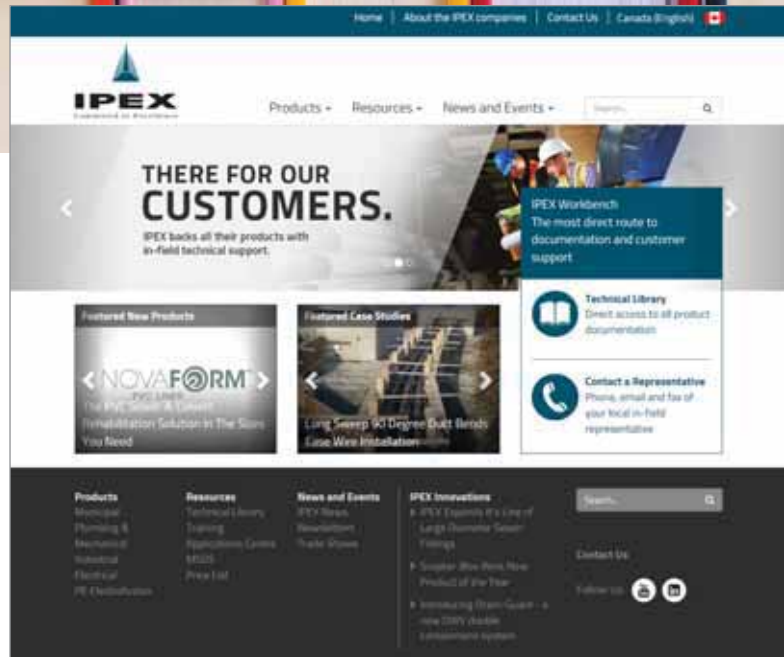 Home | About the IPEX companies | Contact Us | Canada (English)
IPEX
Products
Resources
News and Events
Search...
THERE FOR OUR
CUSTOMERS.
IPEX backs all their products with
in-field technical support.
IPEX Workbench
The most direct route to
documentation and customer
support
Technical Library
Direct access to all product
documentation
Contact a Representative
Phone, email and fax of
your local in-field
representative
Featured New Products
NOVAFORM
PVC LINER
Rehabilitation Solution in The Sizes
You Need
Featured Case Studies
Long Sweep 90 Degree Duct Bends
Ease Wire Installation
Products
Municipal
Plumbing &
Mechanical
Industrial
Electrical
PE Electrofusion
Resources
Technical Library
Training
Applications Centre
MSDS
Price List
News and Events
IPEX News
Newsletters
Trade Shows
IPEX Innovations
IPEX Expands It's Line of
Large Diameter Sewer
Fittings
Product of the Year
Introducing Drain-Guard - a
new DWV double
containment system
Search...
Contact Us
Follow Us